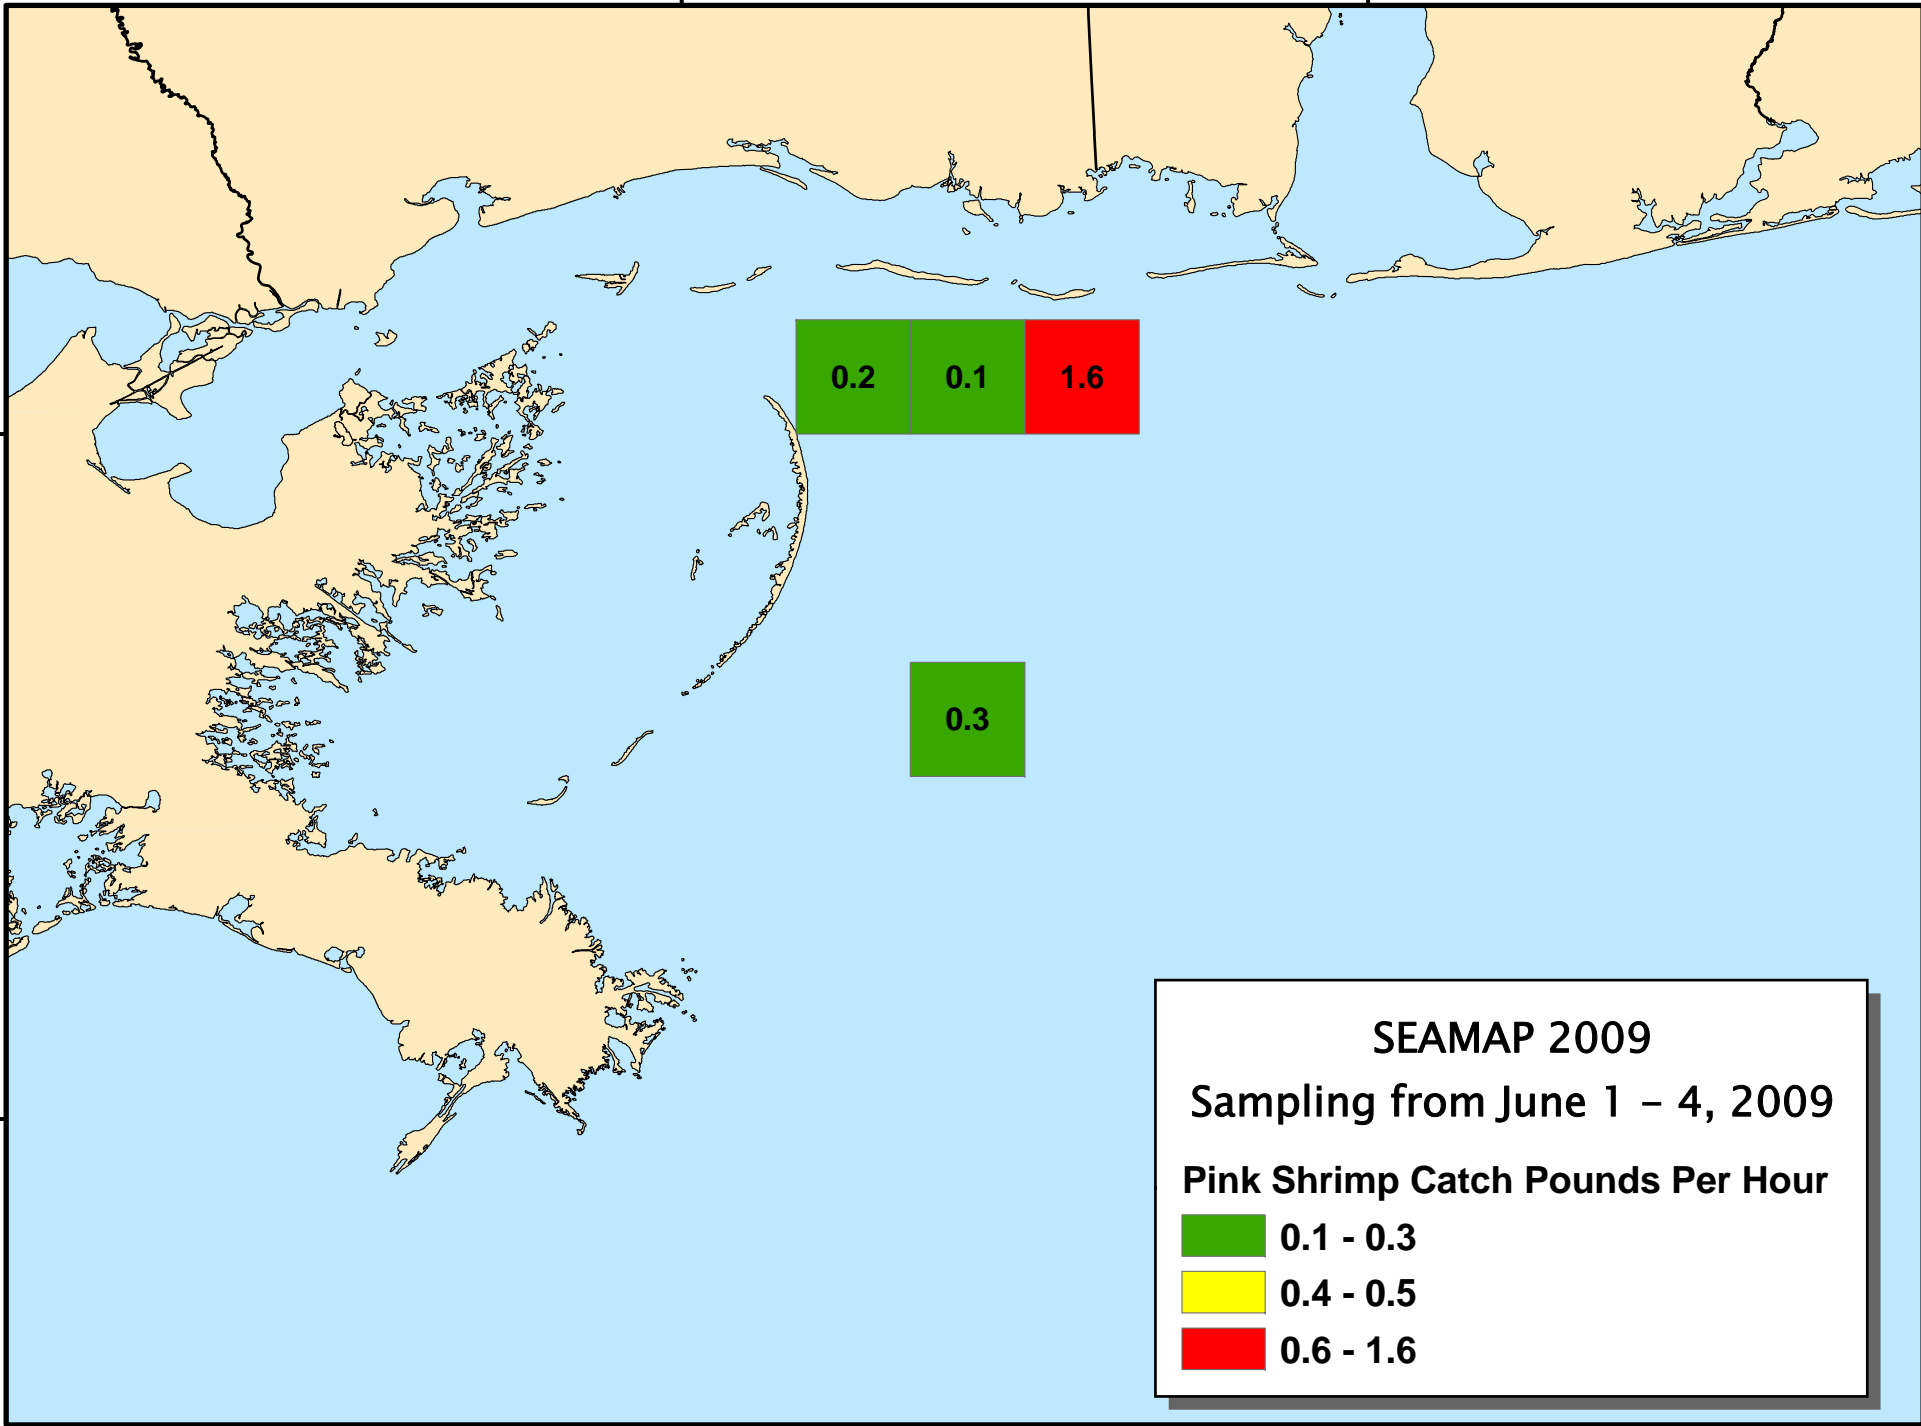 0.2 0.1 1.6
0.3
SEAMAP 2009
Sampling from June 1 – 4, 2009
Pink Shrimp Catch Pounds Per Hour
0.1 - 0.3
0.4 - 0.5
0.6 - 1.6